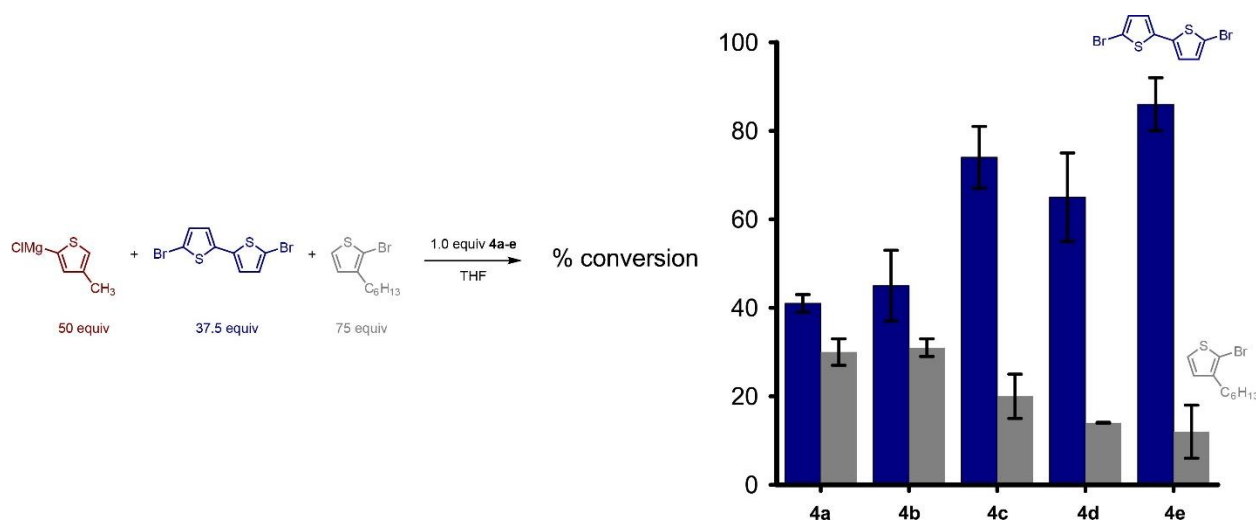 ClMg
S
CH₃
50 equiv
+
Br
S
S
Br
37.5 equiv
+
S
Br
C₆H₁₃
75 equiv
1.0 equiv 4a-e
THF
% conversion
100
80
60
40
20
0
4a
4b
4c
4d
4e
Br
S
S
Br
S
Br
C₆H₁₃